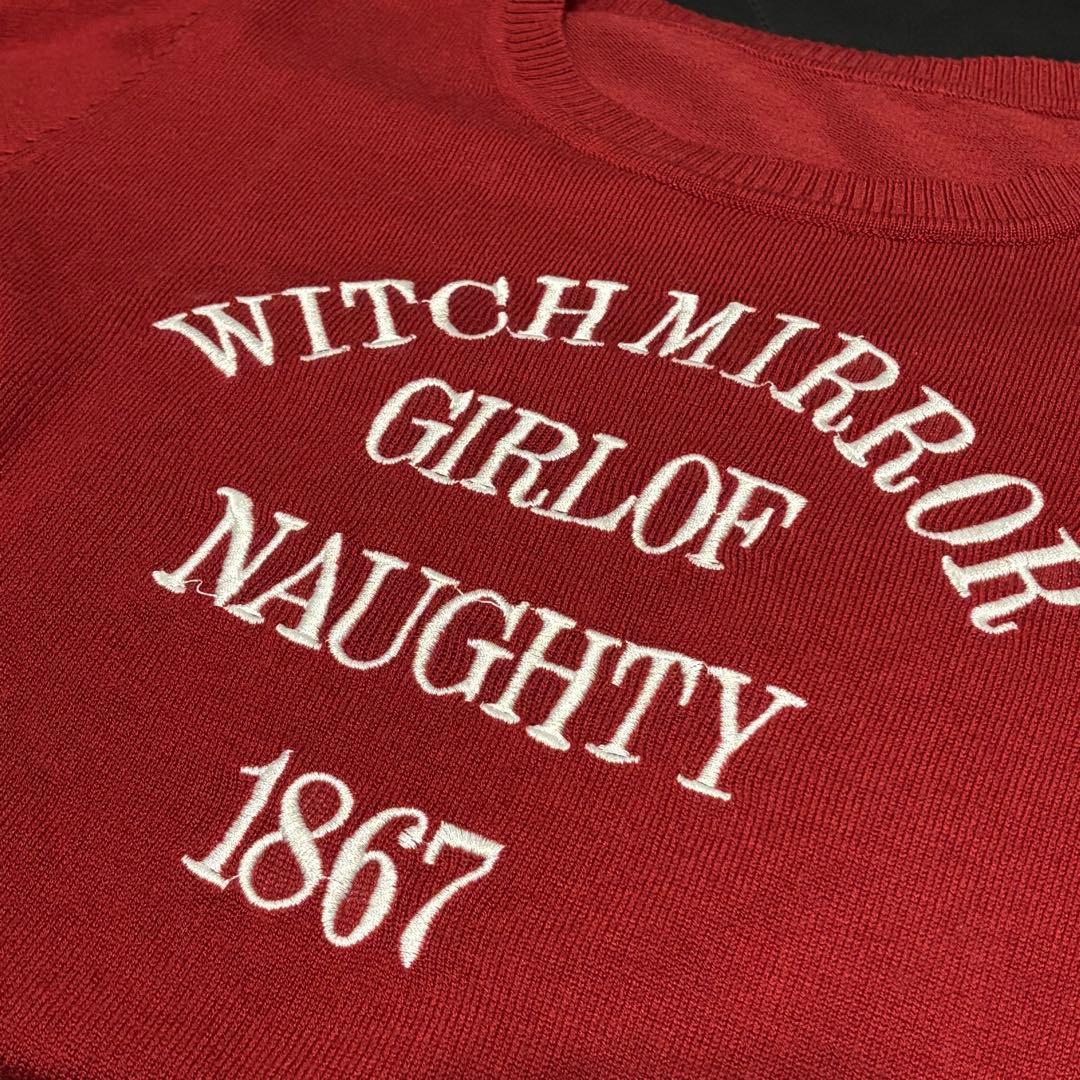 WITCH MIRROR
GIRL OF
NAUGHTY
1867